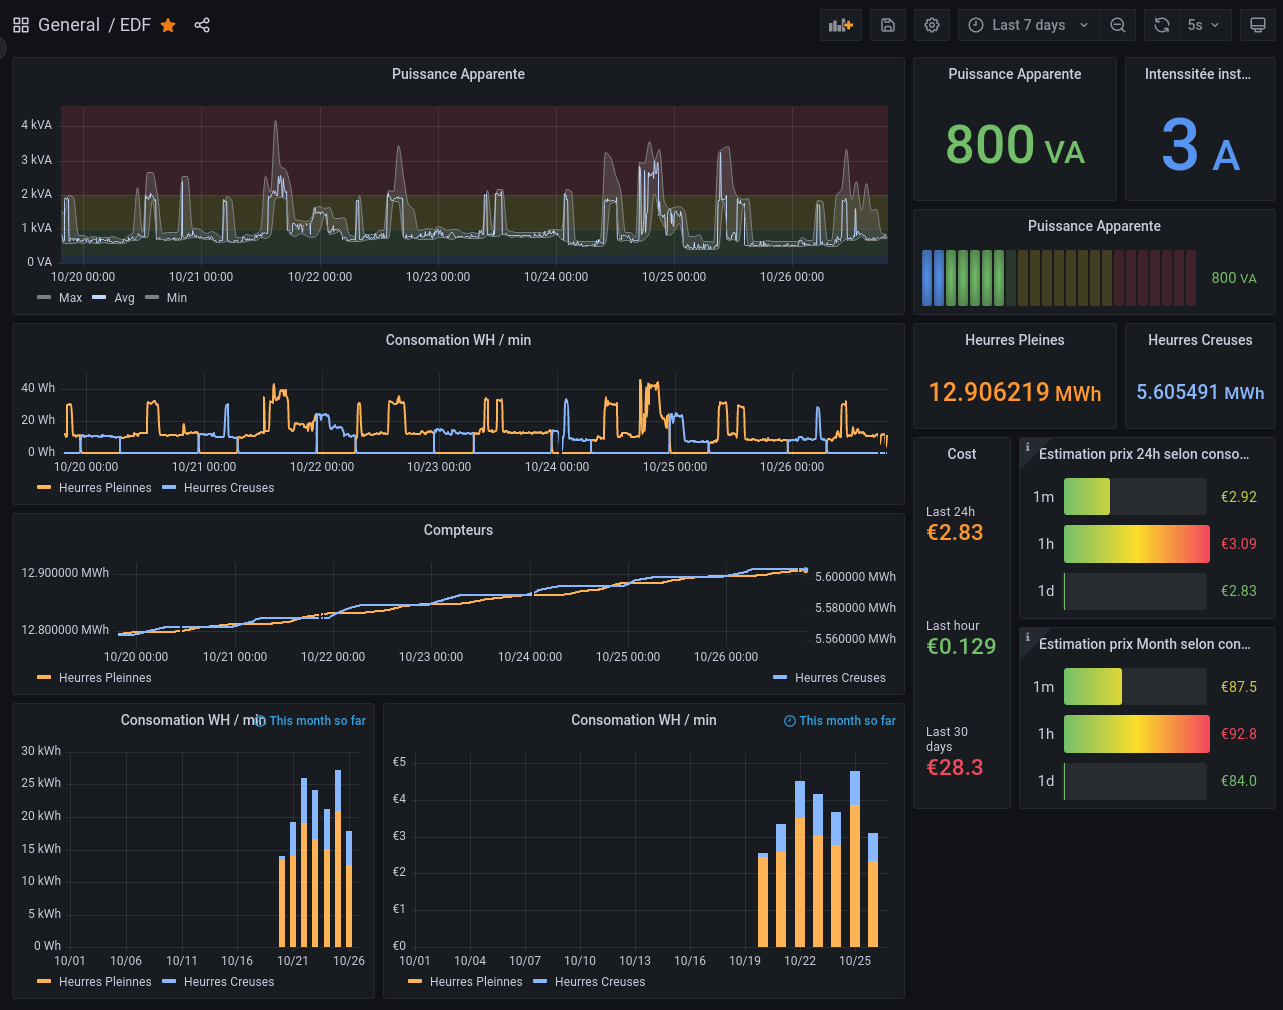 General / EDF
Last 7 days
5s
Puissance Apparente
4 kVA
3 kVA
2 kVA
1 kVA
0 VA
10/20 00:00 10/21 00:00 10/22 00:00 10/23 00:00 10/24 00:00 10/25 00:00 10/26 00:00
Max Avg Min
Puissance Apparente
800 VA
Intenssitée inst...
3 A
Puissance Apparente
800 VA
Consomation WH / min
40 Wh
20 Wh
0 Wh
10/20 00:00 10/21 00:00 10/22 00:00 10/23 00:00 10/24 00:00 10/25 00:00 10/26 00:00
Heurres Pleinnes Heurres Creuses
Heurres Pleines
12.906219 MWh
Heurres Creuses
5.605491 MWh
Compteurs
12.900000 MWh
12.800000 MWh
5.600000 MWh
5.580000 MWh
5.560000 MWh
10/20 00:00 10/21 00:00 10/22 00:00 10/23 00:00 10/24 00:00 10/25 00:00 10/26 00:00
Heurres Pleinnes Heurres Creuses
Cost
Last 24h
€2.83
Last hour
€0.129
Last 30
days
€28.3
Estimation prix 24h selon conso...
1m €2.92
1h €3.09
1d €2.83
Estimation prix Month selon con...
1m €87.5
1h €92.8
1d €84.0
Consomation WH / min This month so far
30 kWh
25 kWh
20 kWh
15 kWh
10 kWh
5 kWh
0 Wh
10/01 10/06 10/11 10/16 10/21 10/26
Heurres Pleinnes Heurres Creuses
Consomation WH / min This month so far
€5
€4
€3
€2
€1
€0
10/01 10/04 10/07 10/10 10/13 10/16 10/19 10/22 10/25
Heurres Pleinnes Heurres Creuses